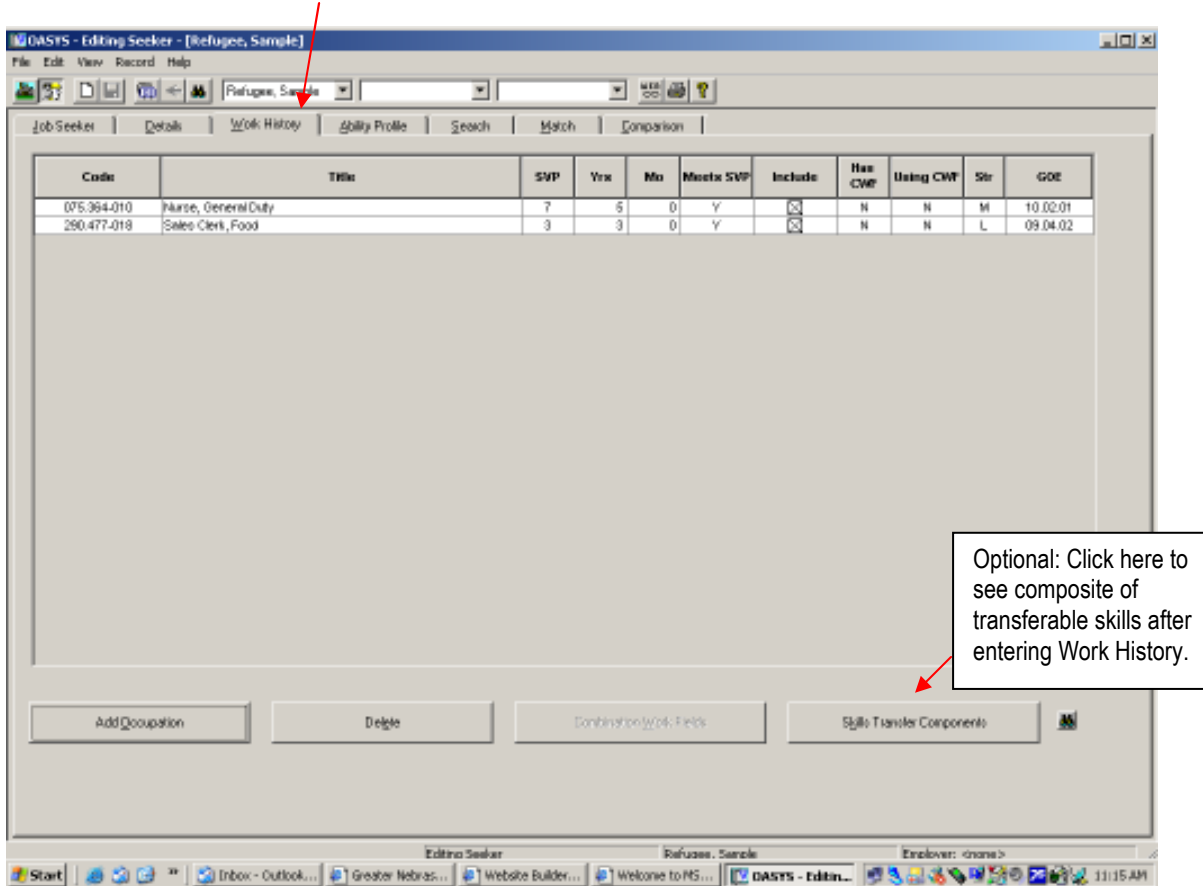 OASYS - Editing Seeker - [Refugee, Sample]
File Edit View Record Help
Refugee, Sample
Job Seeker Details Work History Ability Profile Search Match Comparison
Code Title SVP Yrs Mo Meets SVP Include Has CWF Using CWF Str GOE
075.364-010 Nurse, General Duty 7 5 0 Y N N M 10.02.01
290.477-018 Sales Clerk, Food 3 3 0 Y N N L 09.04.02
Optional: Click here to
see composite of
transferable skills after
entering Work History.
Add Occupation Delete Combination Work Fields Skills Transfer Components
Editing Seeker Refugee, Sample Employer: <none>
Start Inbox - Outlook... Greater Nebras... Website Builder... Welcome to MS... OASYS - Editin... 11:15 AM